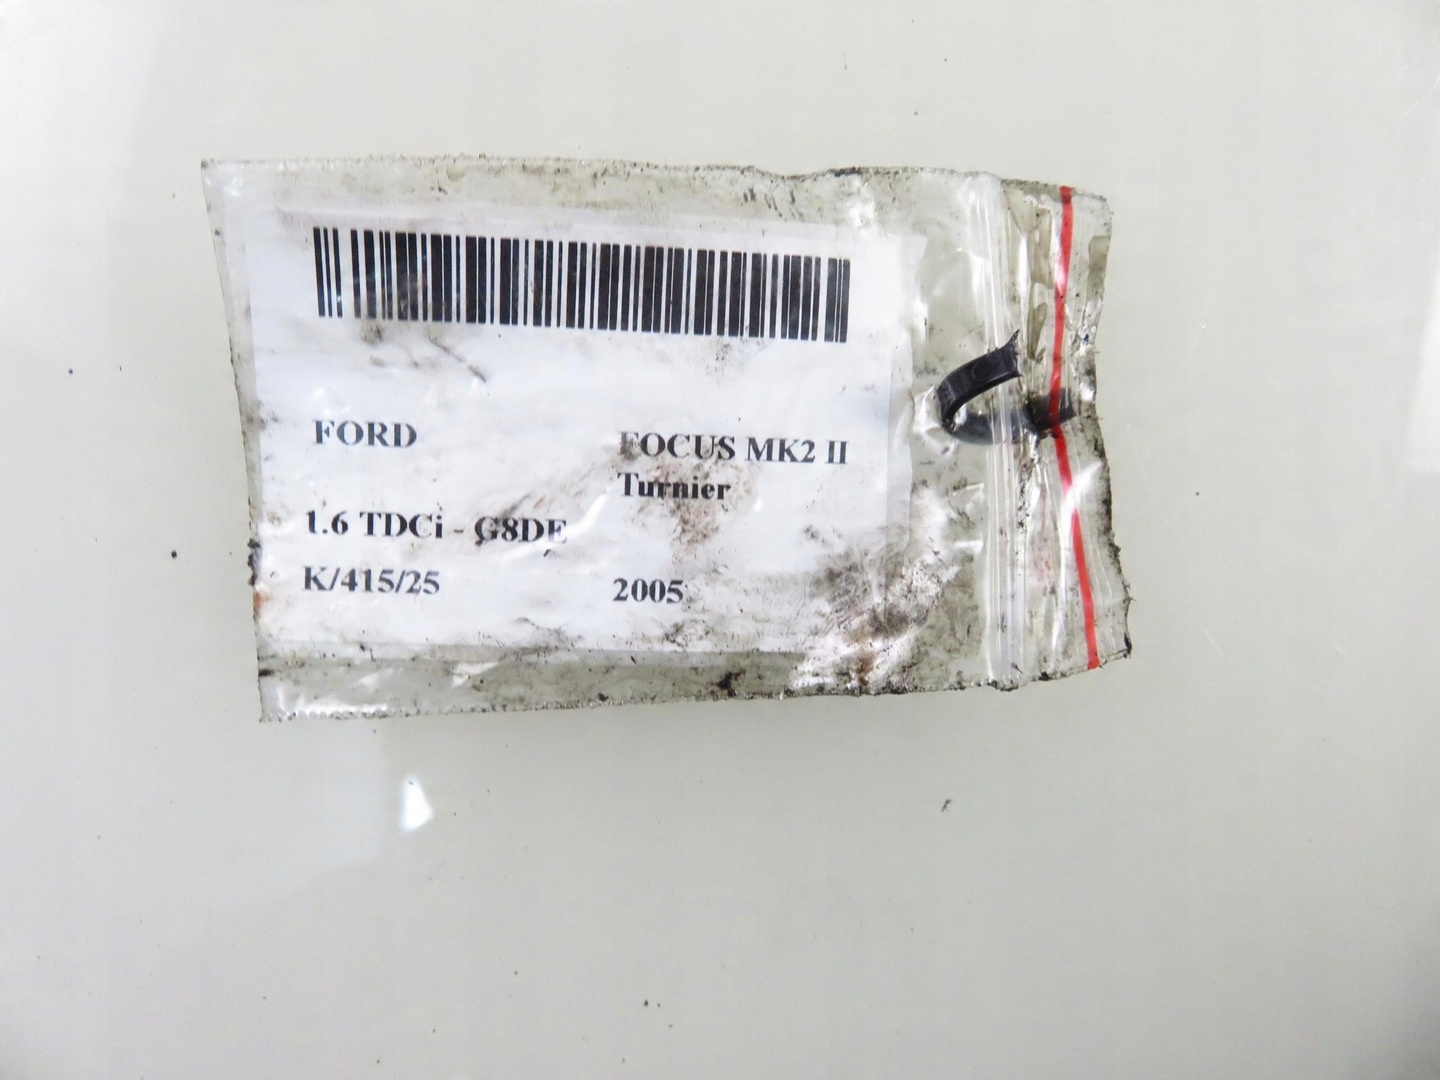 FORD FOCUS MK2 II
Turnier
1.6 TDCi - G8DE
K/415/25 2005